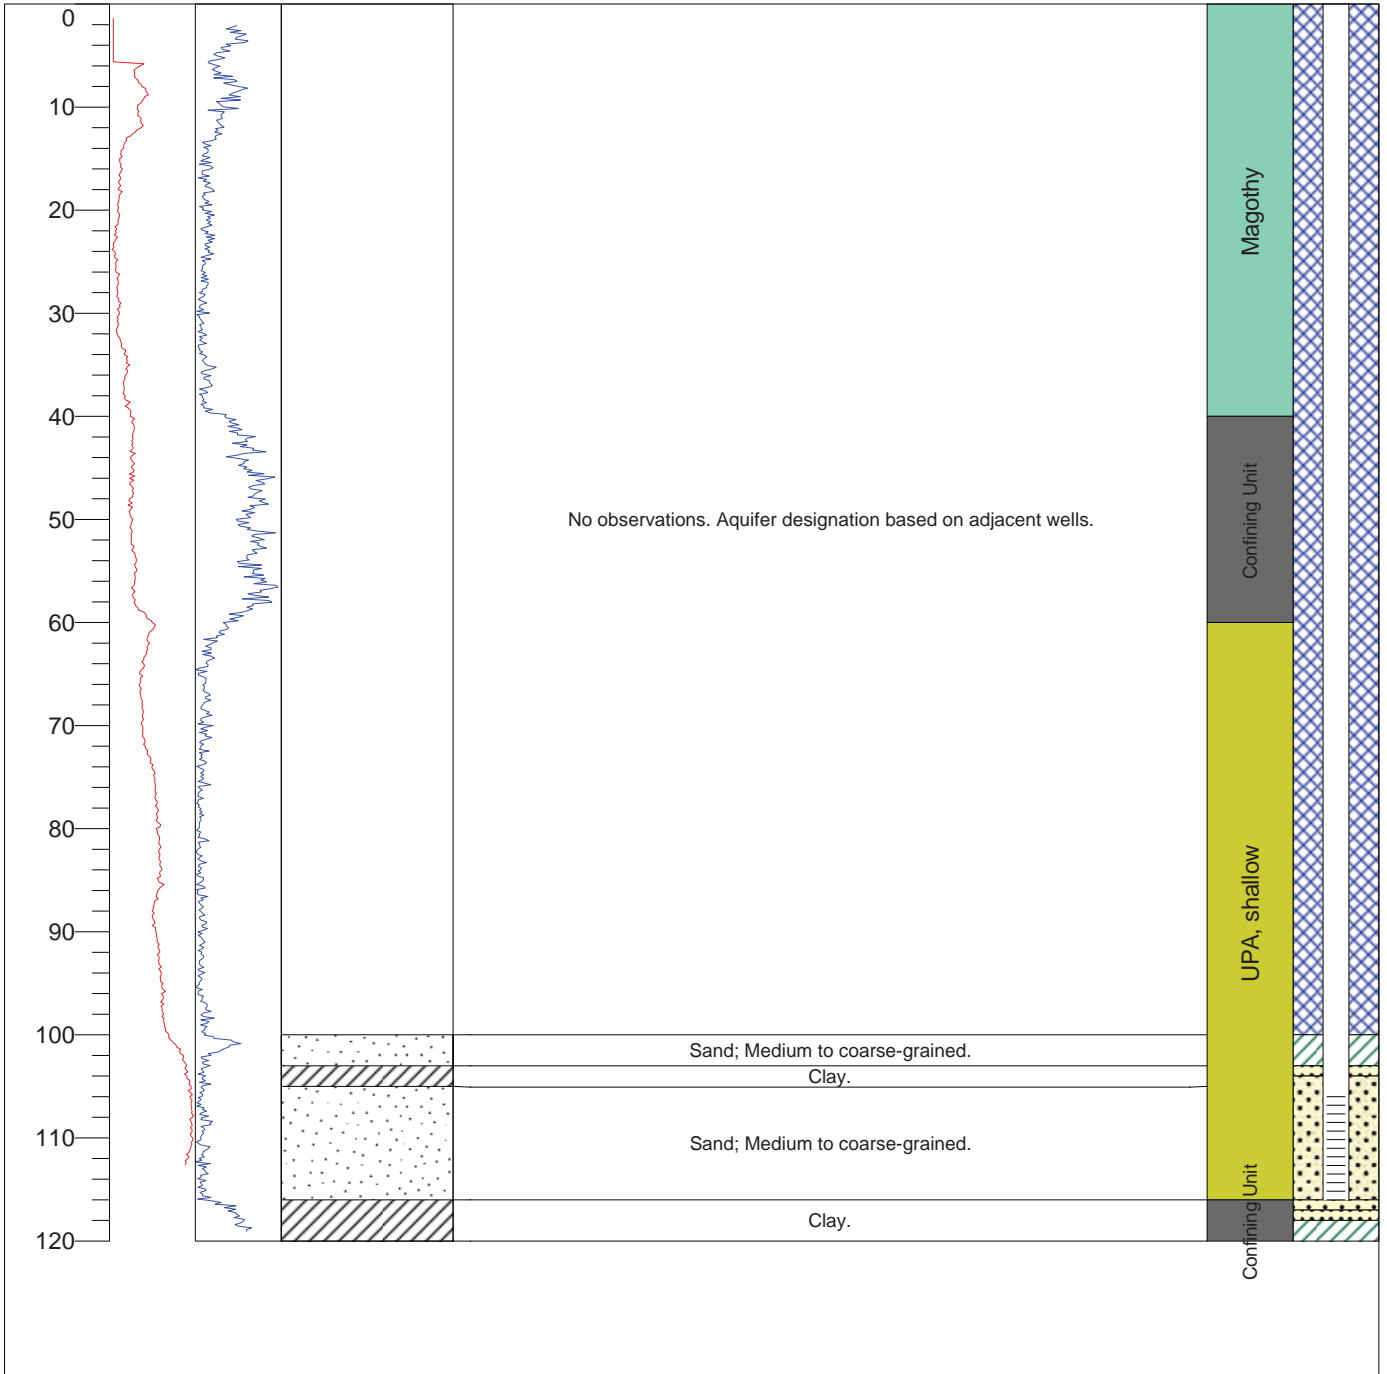 0
10
20
30
40
50
60
70
80
90
100
110
120
No observations. Aquifer designation based on adjacent wells.
Sand; Medium to coarse-grained.
Clay.
Sand; Medium to coarse-grained.
Clay.
Magothy
Confining Unit
UPA, shallow
Confining Unit